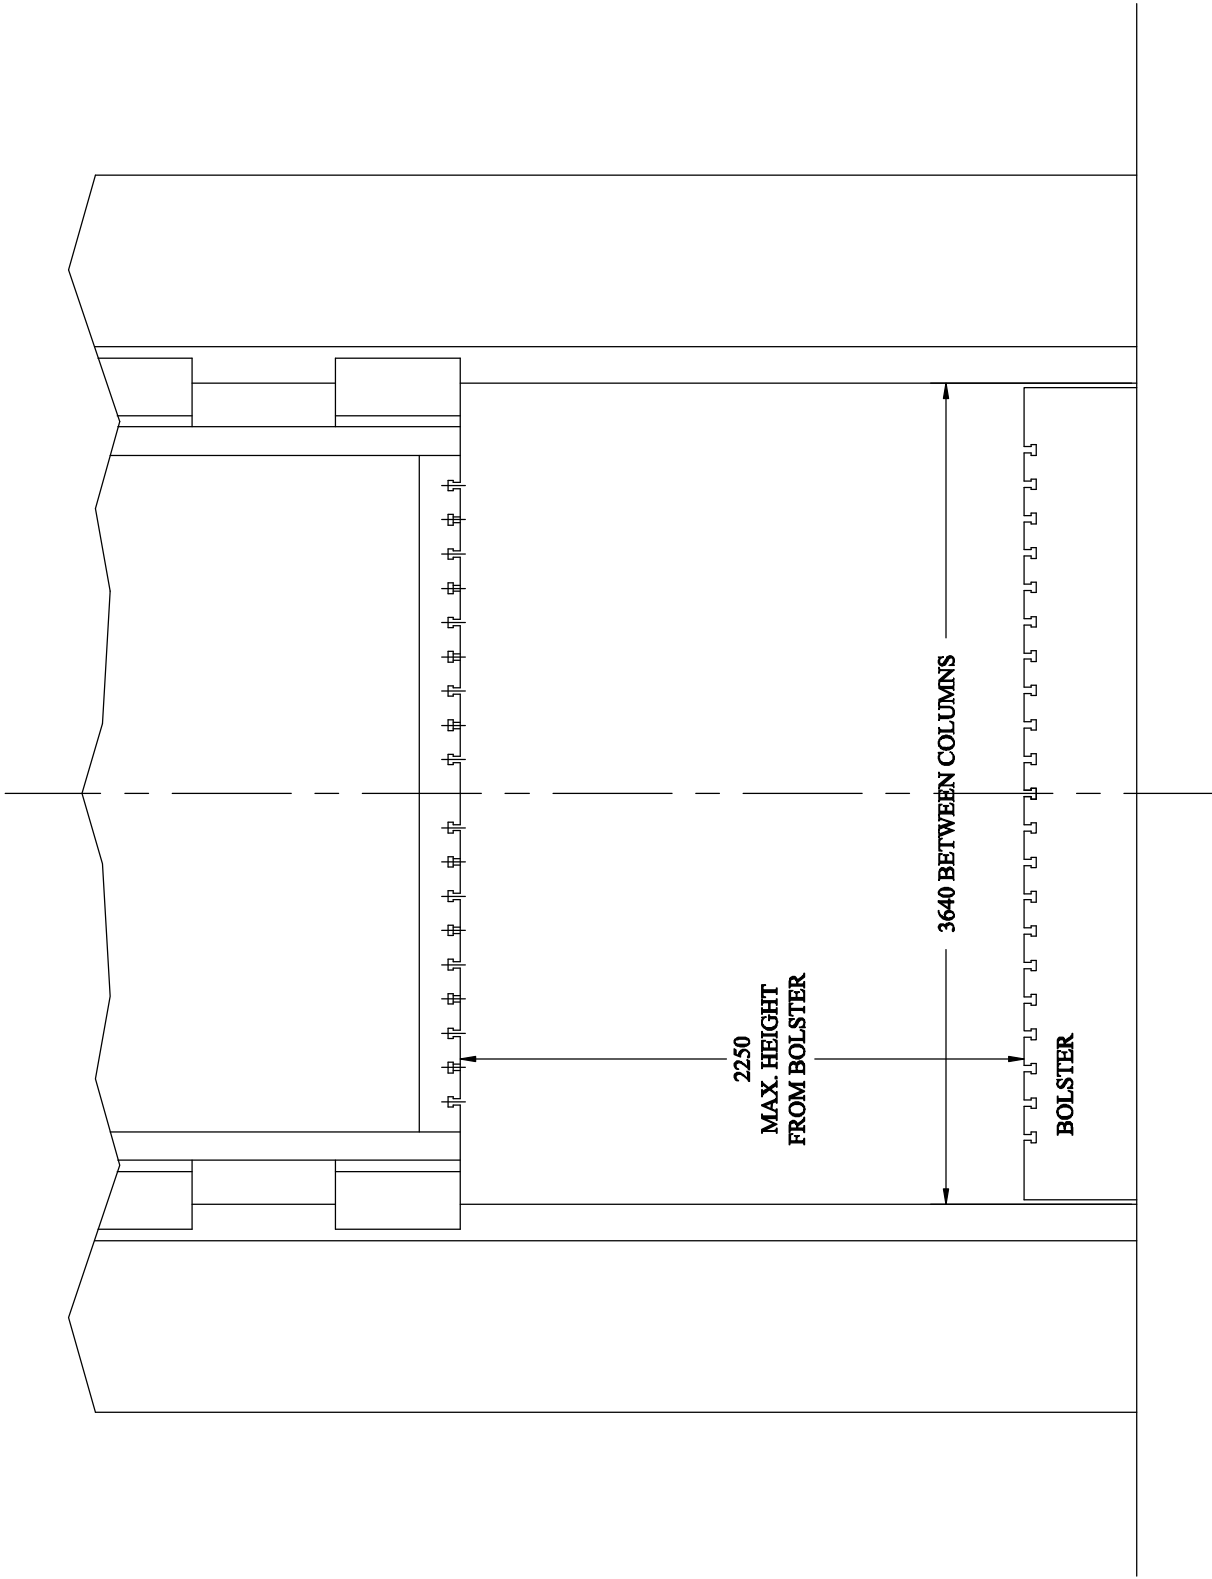 2250
MAX. HEIGHT
FROM BOLSTER
3640 BETWEEN COLUMNS
BOLSTER